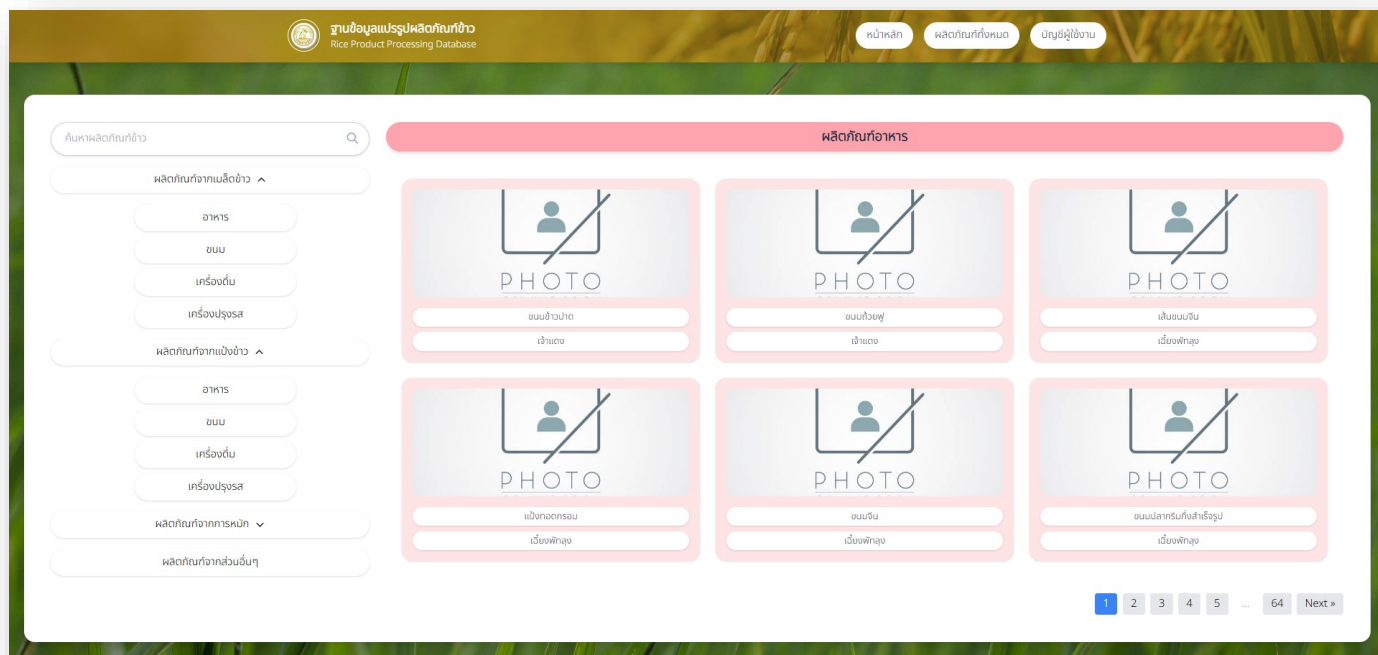 ฐานข้อมูลแปรรูปผลิตภัณฑ์ข้าว
Rice Product Processing Database
หน้าหลัก
ผลิตภัณฑ์ทั้งหมด
บัญชีผู้ใช้งาน
ค้นหาผลิตภัณฑ์ข้าว
ผลิตภัณฑ์จากเมล็ดข้าว
อาหาร
ขนม
เครื่องดื่ม
เครื่องปรุงรส
ผลิตภัณฑ์จากแป้งข้าว
อาหาร
ขนม
เครื่องดื่ม
เครื่องปรุงรส
ผลิตภัณฑ์จากการหมัก
ผลิตภัณฑ์จากส่วนอื่นๆ
ผลิตภัณฑ์อาหาร
PHOTO
ขนมข้าวปาด
เจ้าแดง
PHOTO
ขนมถ้วยฟู
เจ้าแดง
PHOTO
เส้นขนมจีน
เฉี้ยงพัทลุง
PHOTO
แป้งทอดกรอบ
เฉี้ยงพัทลุง
PHOTO
ขนมจีน
เฉี้ยงพัทลุง
PHOTO
ขนมปลากริมกึ่งสำเร็จรูป
เฉี้ยงพัทลุง
1 2 3 4 5 ... 64 Next »